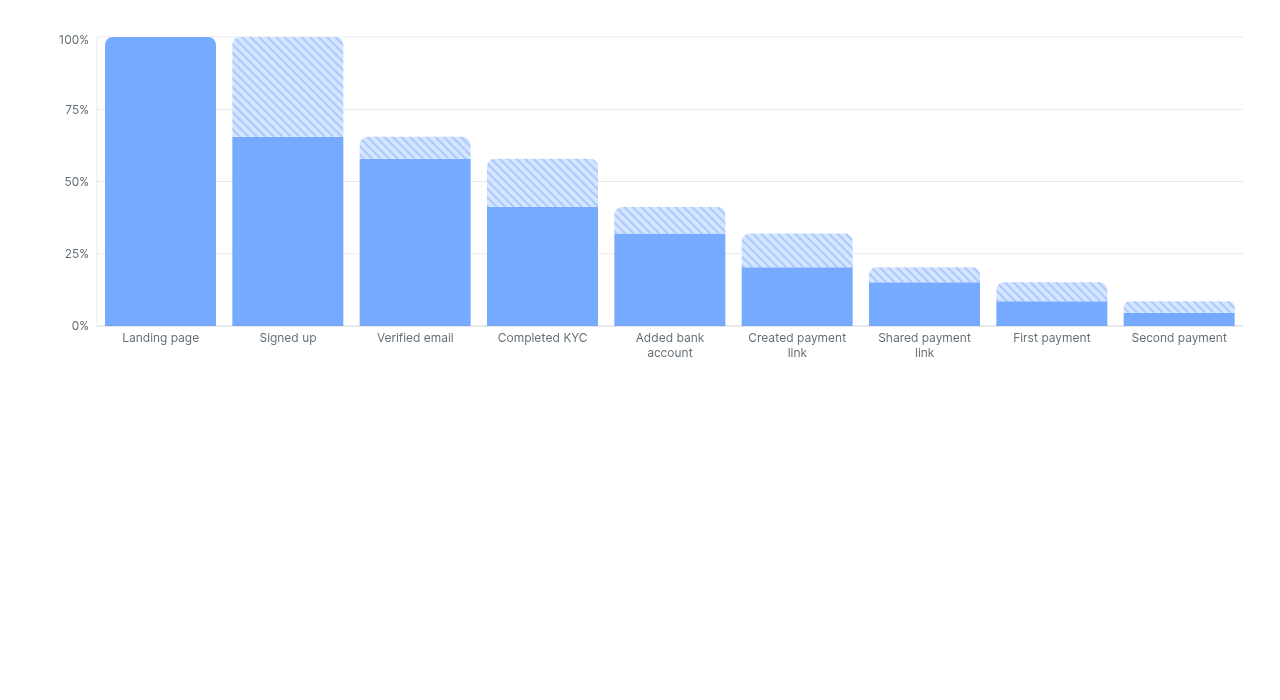 100%
75%
50%
25%
0%
Landing page
Signed up
Verified email
Completed KYC
Added bank
account
Created payment
link
Shared payment
link
First payment
Second payment